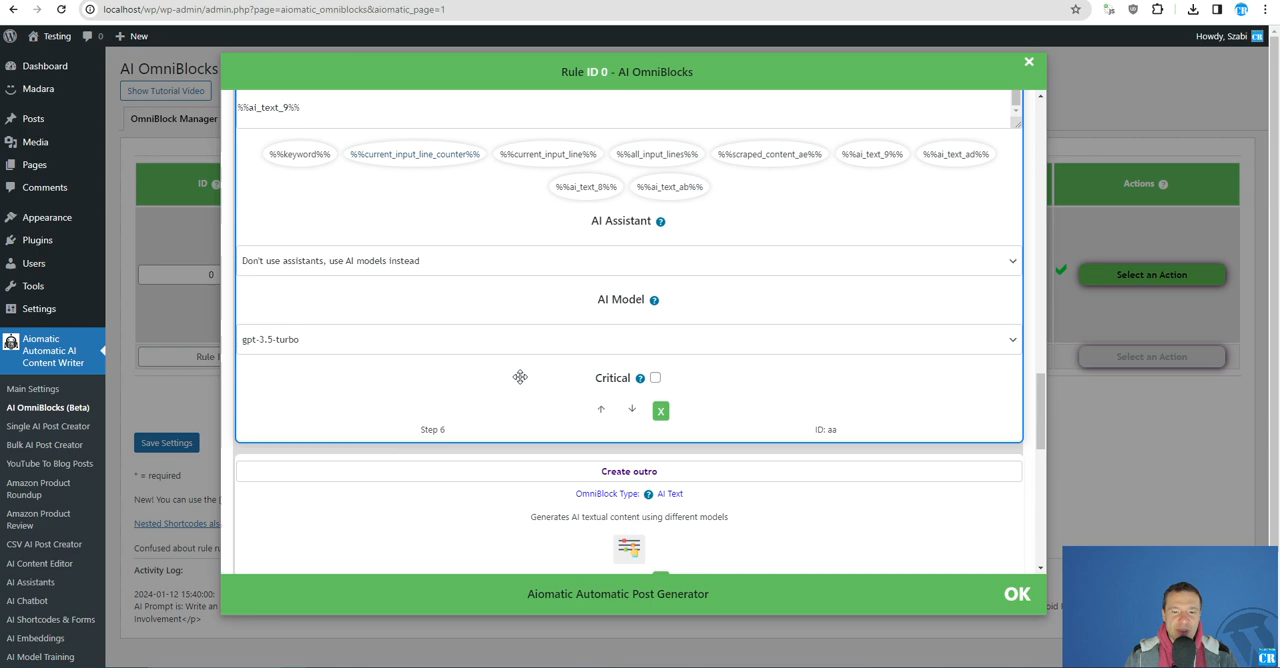 localhost/wp/wp-admin/admin.php?page=aiomatic_omniblocks&aiomatic_page=1
Testing 0 New Howdy, Szabi
Dashboard
Madara
Posts
Media
Pages
Comments
Appearance
Plugins
Users
Tools
Settings
Aiomatic
Automatic AI
Content Writer
Main Settings
AI OmniBlocks (Beta)
Single AI Post Creator
Bulk AI Post Creator
YouTube To Blog Posts
Amazon Product
Roundup
Amazon Product
Review
CSV AI Post Creator
AI Content Editor
AI Assistants
AI Chatbot
AI Shortcodes & Forms
AI Embeddings
AI Model Training
AI OmniBlocks
Show Tutorial Video
OmniBlock Manager
ID
0
Rule I
Save Settings
* = required
New! You can use the
Nested Shortcodes als
Confused about rule ru
Activity Log:
2024-01-12 15:40:00:
AI Prompt is: Write an
Involvement</p>
Rule ID 0 - AI OmniBlocks
%%ai_text_9%%
%%keyword%% %%current_input_line_counter%% %%current_input_line%% %%all_input_lines%% %%scraped_content_ae%% %%ai_text_9%% %%ai_text_ad%%
%%ai_text_8%% %%ai_text_ab%%
AI Assistant
Don't use assistants, use AI models instead
AI Model
gpt-3.5-turbo
Critical
X
Step 6 ID: aa
Create outro
OmniBlock Type: AI Text
Generates AI textual content using different models
Aiomatic Automatic Post Generator OK
Actions
Select an Action
Select an Action
CR